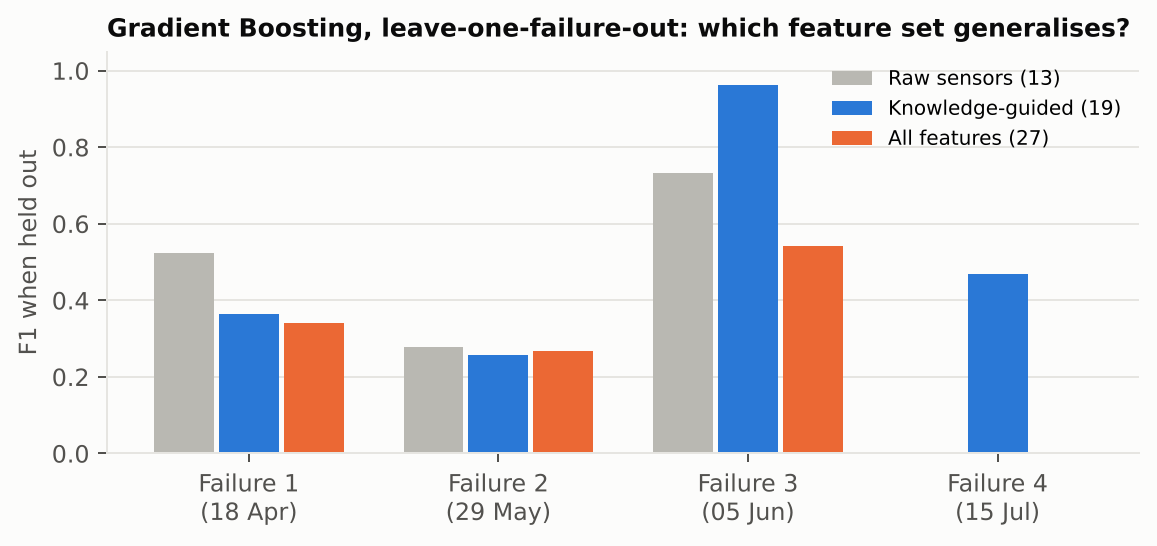 Gradient Boosting, leave-one-failure-out: which feature set generalises?
F1 when held out
1.0
0.8
0.6
0.4
0.2
0.0
Raw sensors (13)
Knowledge-guided (19)
All features (27)
Failure 1
(18 Apr)
Failure 2
(29 May)
Failure 3
(05 Jun)
Failure 4
(15 Jul)